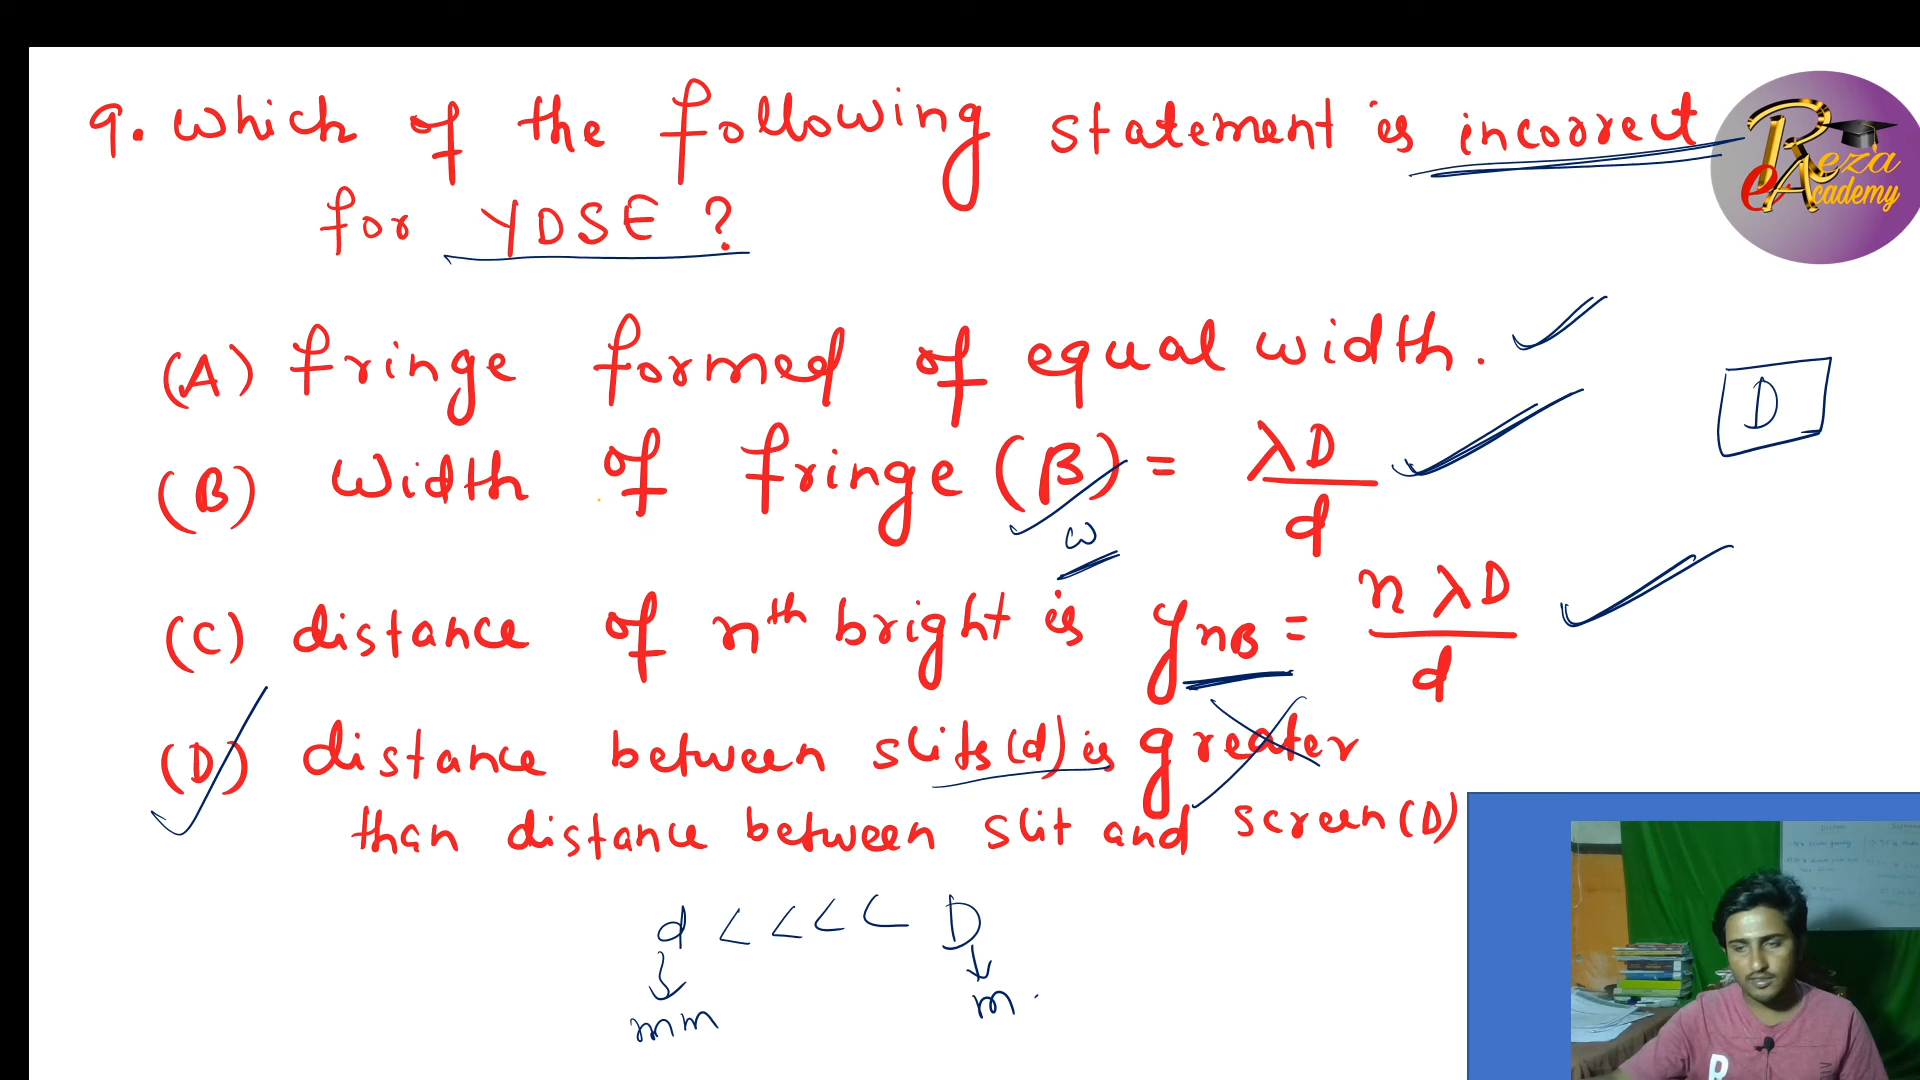 9. Which of the following statement is incorrect
for YDSE ?
Reza
e Academy
(A) fringe formed of equal width.
D
(B) Width of fringe (β) = λD/d
ω
(C) distance of nth bright is ynB = nλD/d
(D) distance between slits (d) is greater
than distance between slit and screen (D)
d < < < < D
mm m.